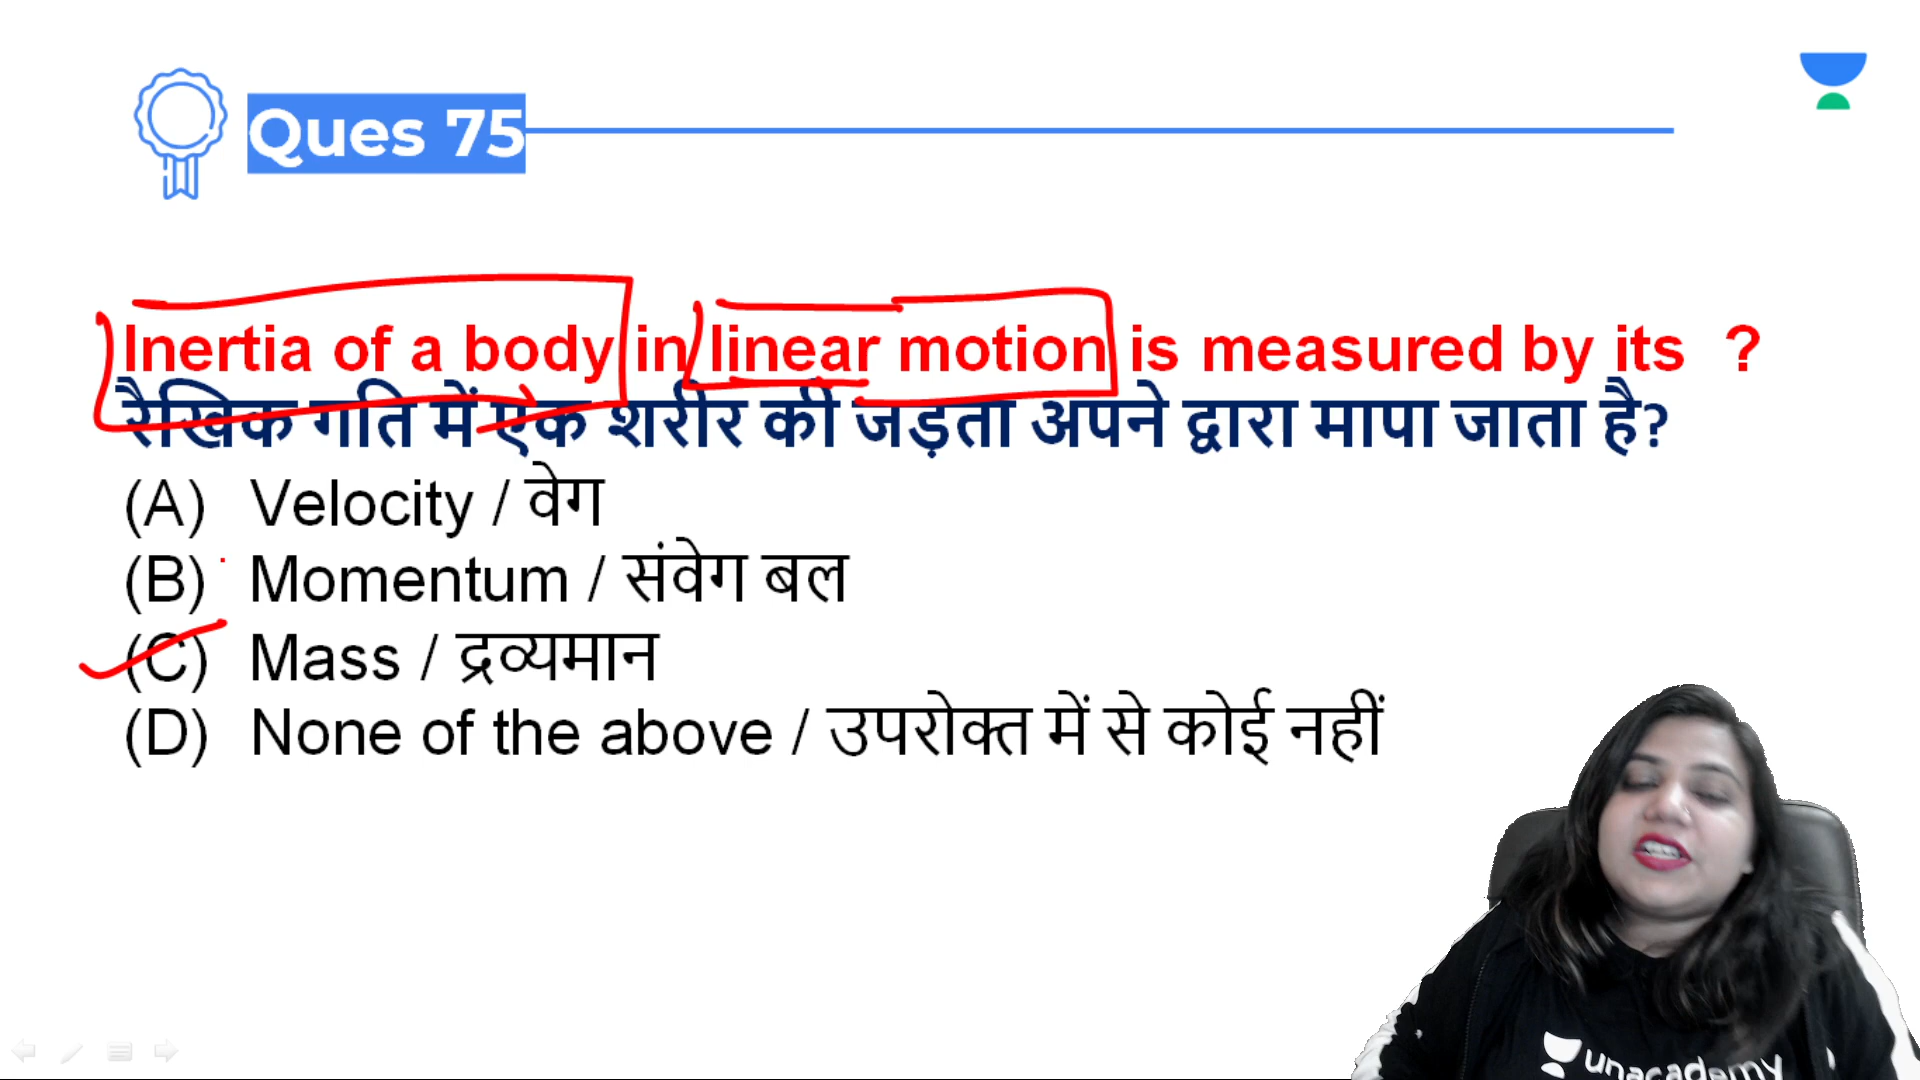 Ques 75
Inertia of a body in linear motion is measured by its ?
रैखिक गति में एक शरीर की जड़ता अपने द्वारा मापा जाता है?
(A) Velocity / वेग
(B) Momentum / संवेग बल
(C) Mass / द्रव्यमान
(D) None of the above / उपरोक्त में से कोई नहीं
unacademy